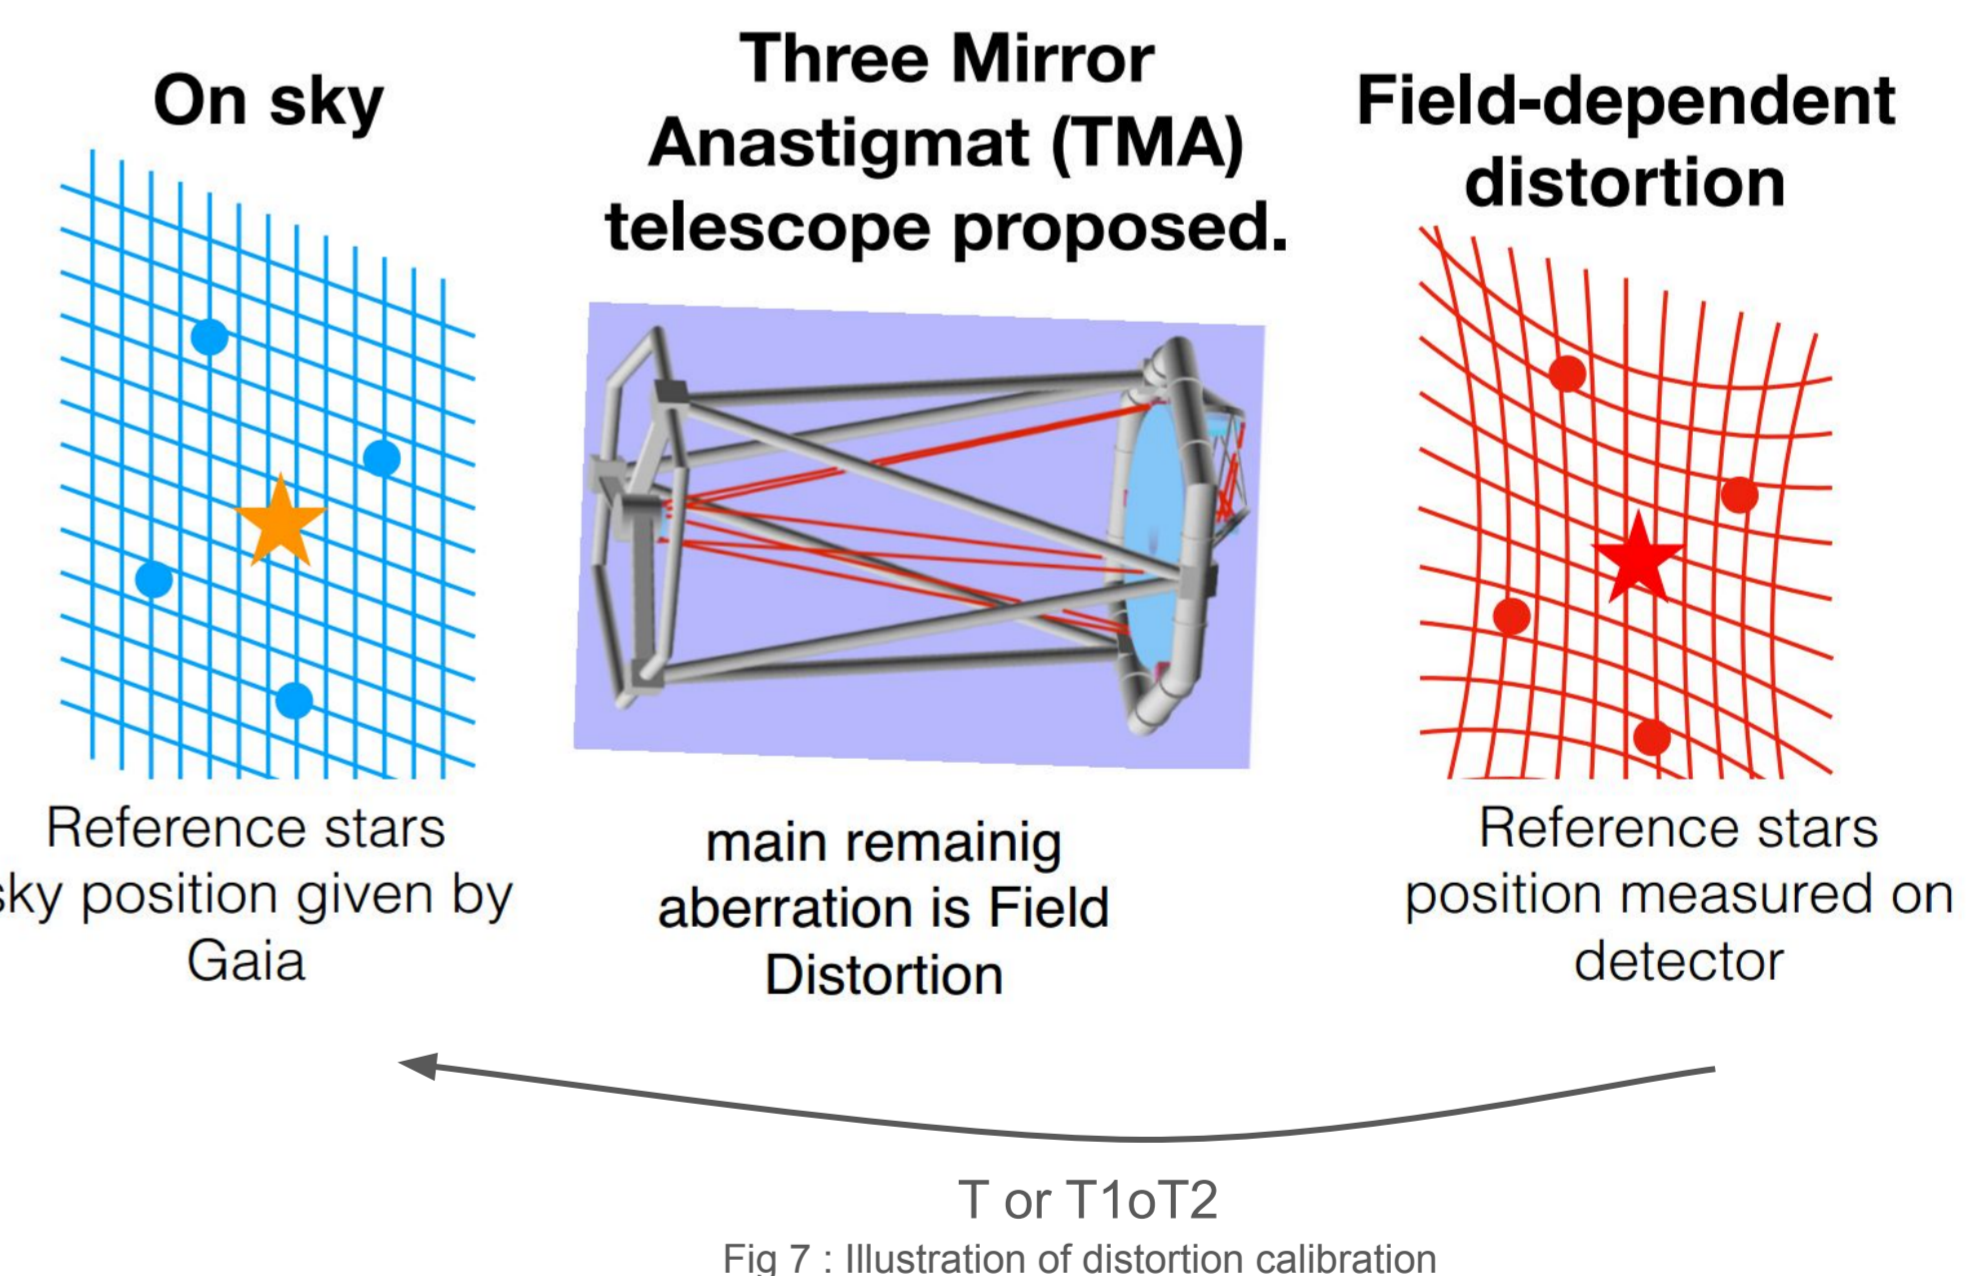 On sky
Three Mirror
Anastigmat (TMA)
telescope proposed.
Field-dependent
distortion
Reference stars
sky position given by
Gaia
main remainig
aberration is Field
Distortion
Reference stars
position measured on
detector
T or T1oT2
Fig 7 : Illustration of distortion calibration